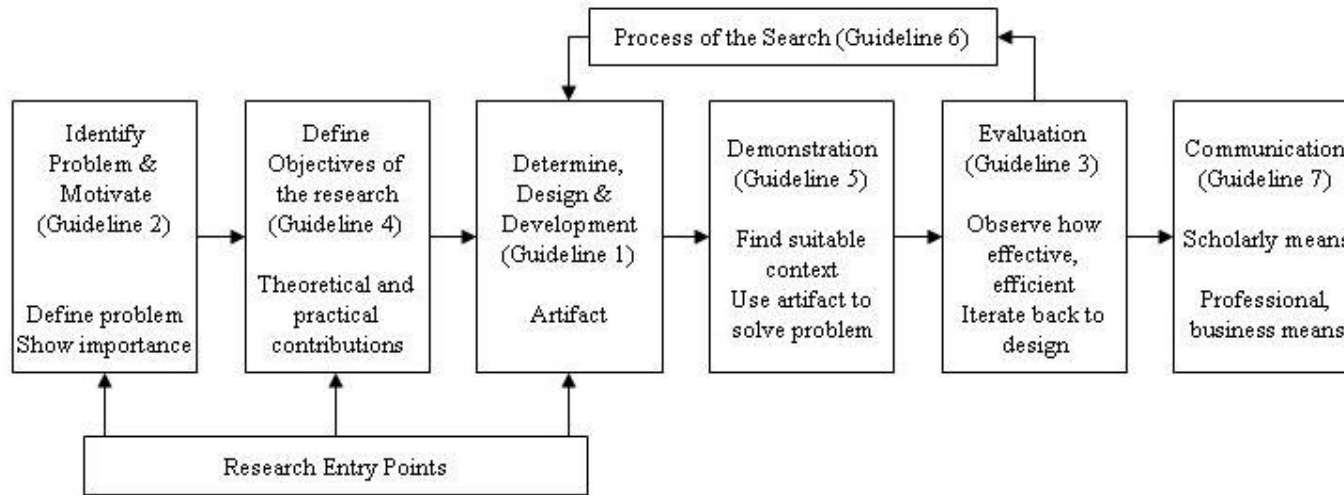 Process of the Search (Guideline 6)
Identify
Problem &
Motivate
(Guideline 2)
Define problem
Show importance
Define
Objectives of
the research
(Guideline 4)
Theoretical and
practical
contributions
Determine,
Design &
Development
(Guideline 1)
Artifact
Demonstration
(Guideline 5)
Find suitable
context
Use artifact to
solve problem
Evaluation
(Guideline 3)
Observe how
effective,
efficient
Iterate back to
design
Communication
(Guideline 7)
Scholarly means
Professional,
business means
Research Entry Points